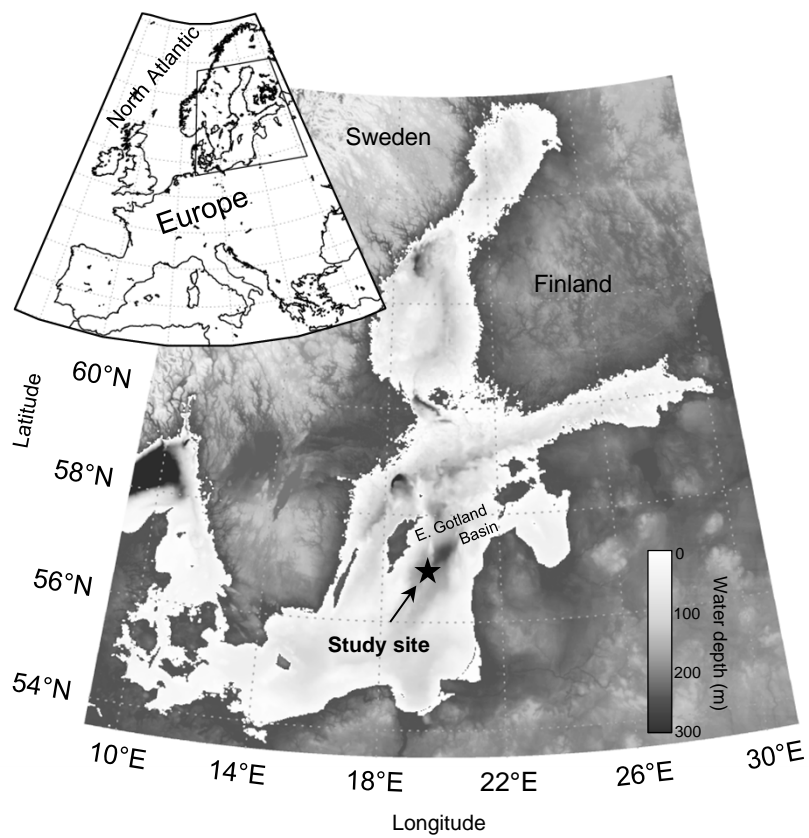 North Atlantic
Europe
Sweden
Finland
60°N
Latitude
58°N
E. Gotland
Basin
56°N
0
100
200
300
Water depth (m)
Study site
54°N
10°E
14°E
18°E
22°E
26°E
30°E
Longitude